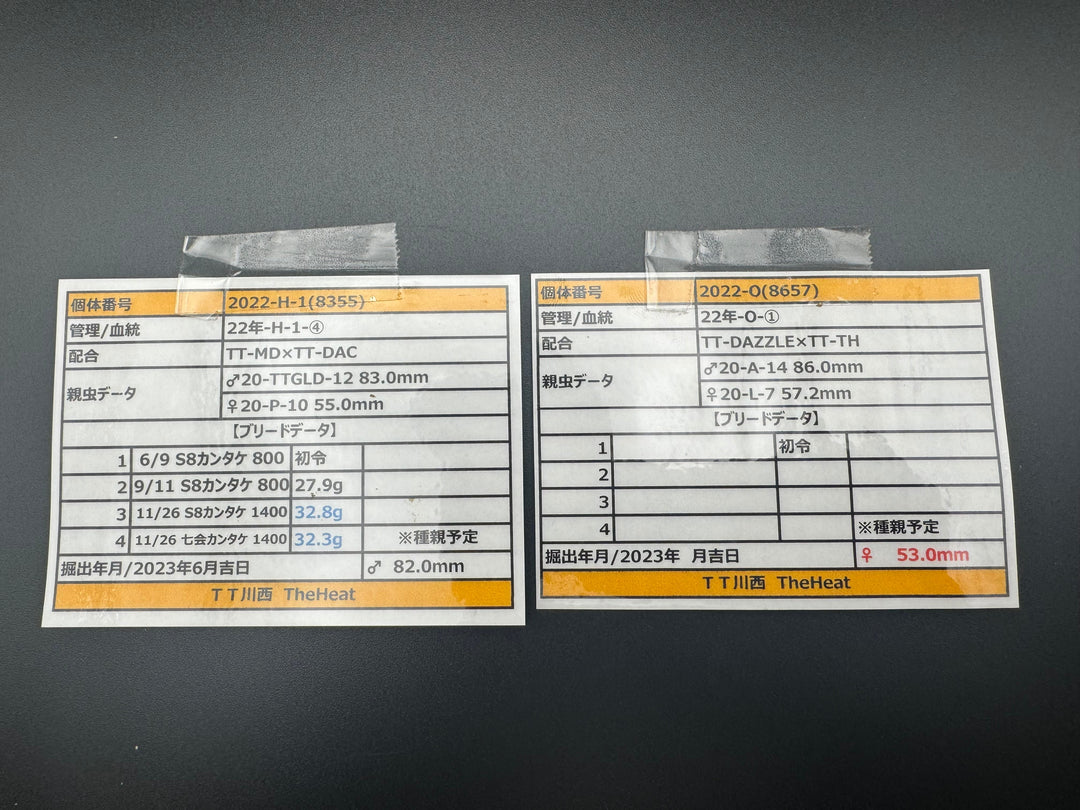 個体番号 2022-H-1(8355)
管理/血統 22年-H-1-④
配合 TT-MD×TT-DAC
親虫データ ♂20-TTGLD-12 83.0mm
♀20-P-10 55.0mm
【ブリードデータ】
1 6/9 S8カンタケ 800 初令
2 9/11 S8カンタケ 800 27.9g
3 11/26 S8カンタケ 1400 32.8g
4 11/26 七会カンタケ 1400 32.3g ※種親予定
掘出年月/2023年6月吉日 ♂ 82.0mm
TT川西 TheHeat
個体番号 2022-O(8657)
管理/血統 22年-O-①
配合 TT-DAZZLE×TT-TH
親虫データ ♂20-A-14 86.0mm
♀20-L-7 57.2mm
【ブリードデータ】
1 初令
2
3
4 ※種親予定
掘出年月/2023年 月吉日 ♀ 53.0mm
TT川西 TheHeat